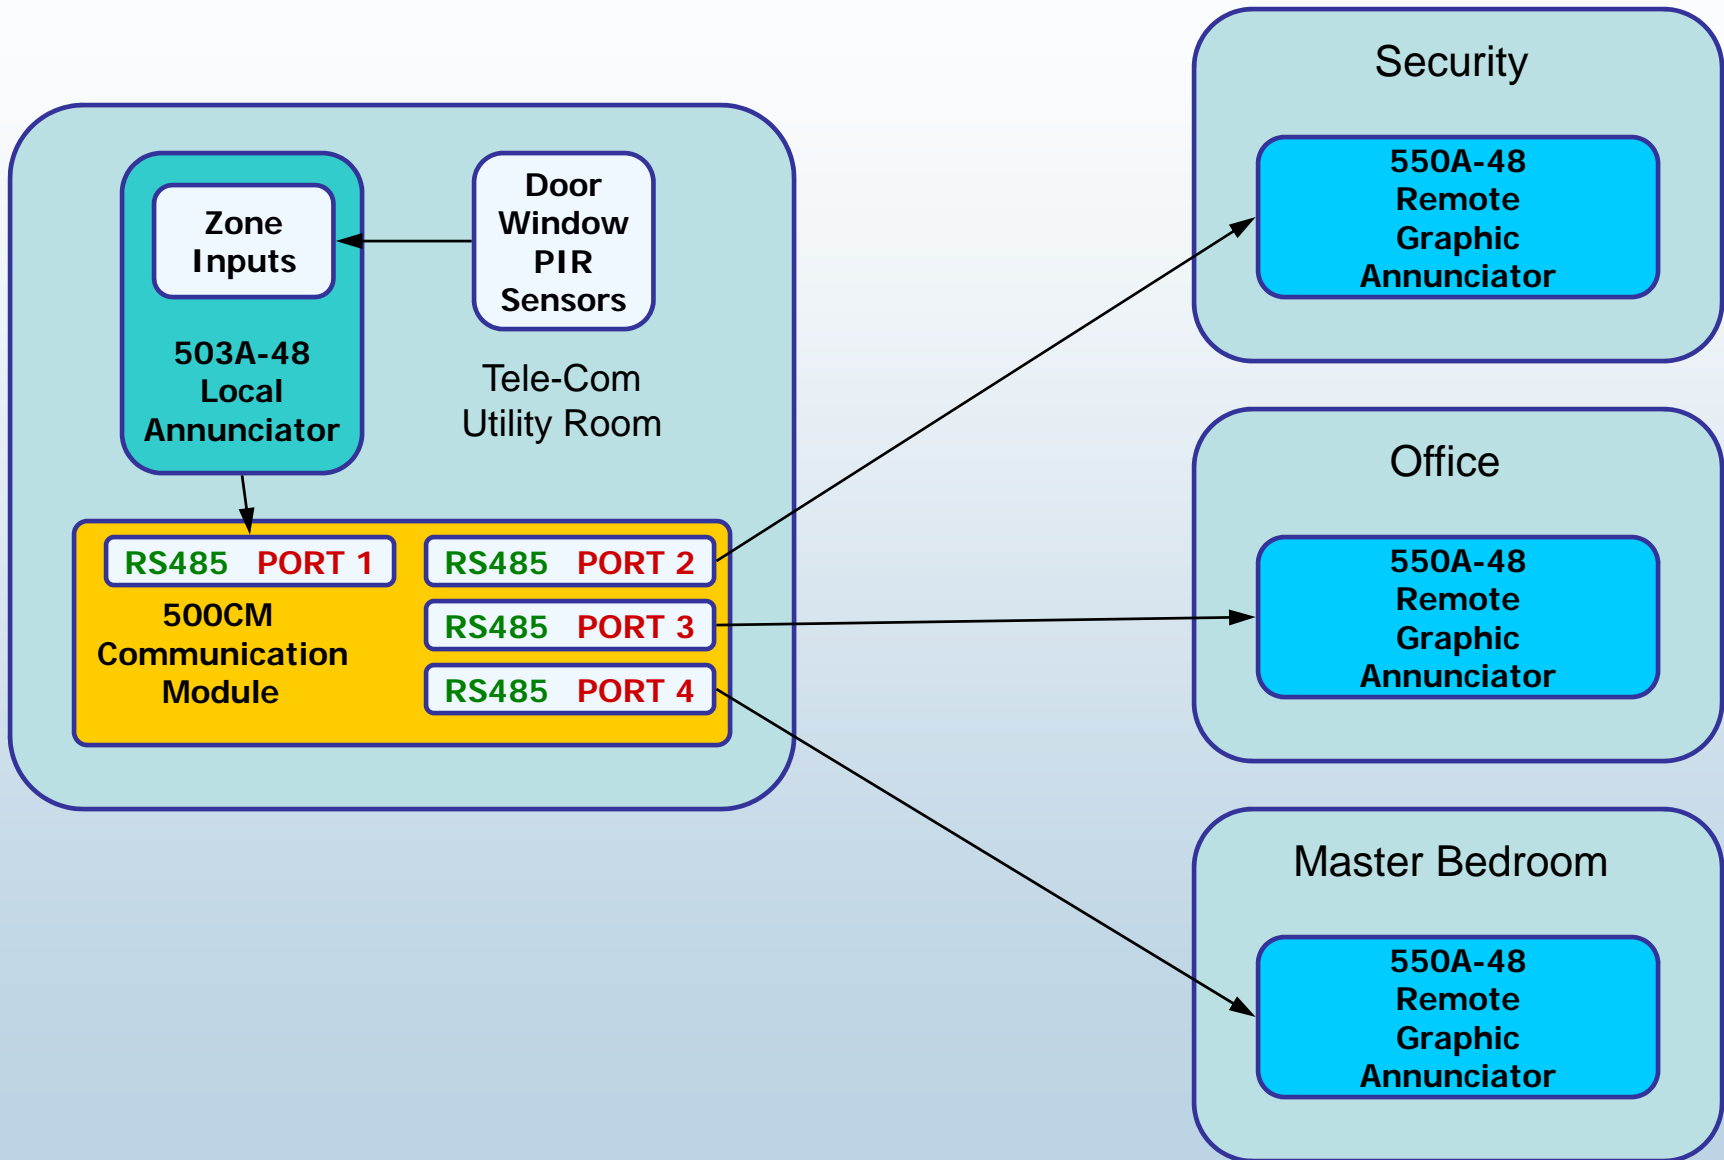 Zone
Inputs
503A-48
Local
Annunciator
Door
Window
PIR
Sensors
Tele-Com
Utility Room
RS485 PORT 1
500CM
Communication
Module
RS485 PORT 2
RS485 PORT 3
RS485 PORT 4
Security
550A-48
Remote
Graphic
Annunciator
Office
550A-48
Remote
Graphic
Annunciator
Master Bedroom
550A-48
Remote
Graphic
Annunciator